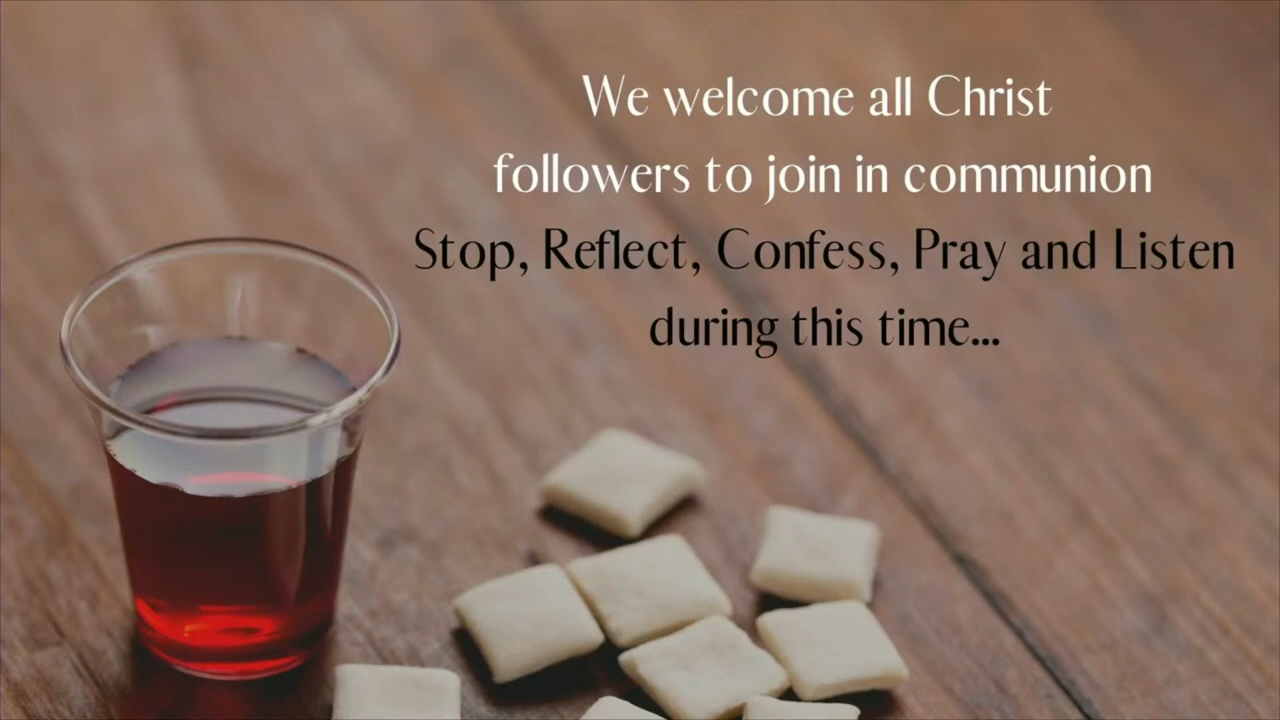 We welcome all Christ
followers to join in communion
Stop, Reflect, Confess, Pray and Listen
during this time...